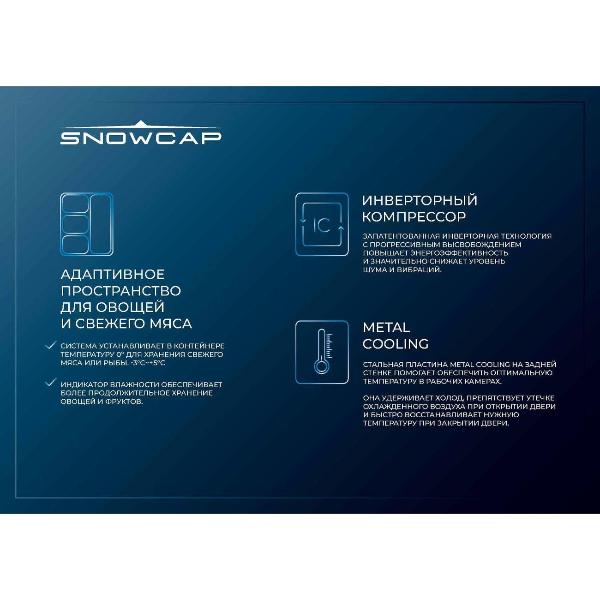 SNOWCAP
АДАПТИВНОЕ
ПРОСТРАНСТВО
ДЛЯ ОВОЩЕЙ
И СВЕЖЕГО МЯСА
СИСТЕМА УСТАНАВЛИВАЕТ В КОНТЕЙНЕРЕ
ТЕМПЕРАТУРУ 0° ДЛЯ ХРАНЕНИЯ СВЕЖЕГО
МЯСА ИЛИ РЫБЫ. -3°С~+5°С
ИНДИКАТОР ВЛАЖНОСТИ ОБЕСПЕЧИВАЕТ
БОЛЕЕ ПРОДОЛЖИТЕЛЬНОЕ ХРАНЕНИЕ
ОВОЩЕЙ И ФРУКТОВ.
IC
ИНВЕРТОРНЫЙ
КОМПРЕССОР
ЗАПАТЕНТОВАННАЯ ИНВЕРТОРНАЯ ТЕХНОЛОГИЯ
С ПРОГРЕССИВНЫМ ВЫСВОБОЖДЕНИЕМ
ПОВЫШАЕТ ЭНЕРГОЭФФЕКТИВНОСТЬ
И ЗНАЧИТЕЛЬНО СНИЖАЕТ УРОВЕНЬ
ШУМА И ВИБРАЦИЙ.
METAL
COOLING
СТАЛЬНАЯ ПЛАСТИНА METAL COOLING НА ЗАДНЕЙ
СТЕНКЕ ПОМОГАЕТ ОБЕСПЕЧИТЬ ОПТИМАЛЬНУЮ
ТЕМПЕРАТУРУ В РАБОЧИХ КАМЕРАХ.
ОНА УДЕРЖИВАЕТ ХОЛОД, ПРЕПЯТСТВУЕТ УТЕЧКЕ
ОХЛАЖДЕННОГО ВОЗДУХА ПРИ ОТКРЫТИИ ДВЕРИ
И БЫСТРО ВОССТАНАВЛИВАЕТ НУЖНУЮ
ТЕМПЕРАТУРУ ПРИ ЗАКРЫТИИ ДВЕРИ.